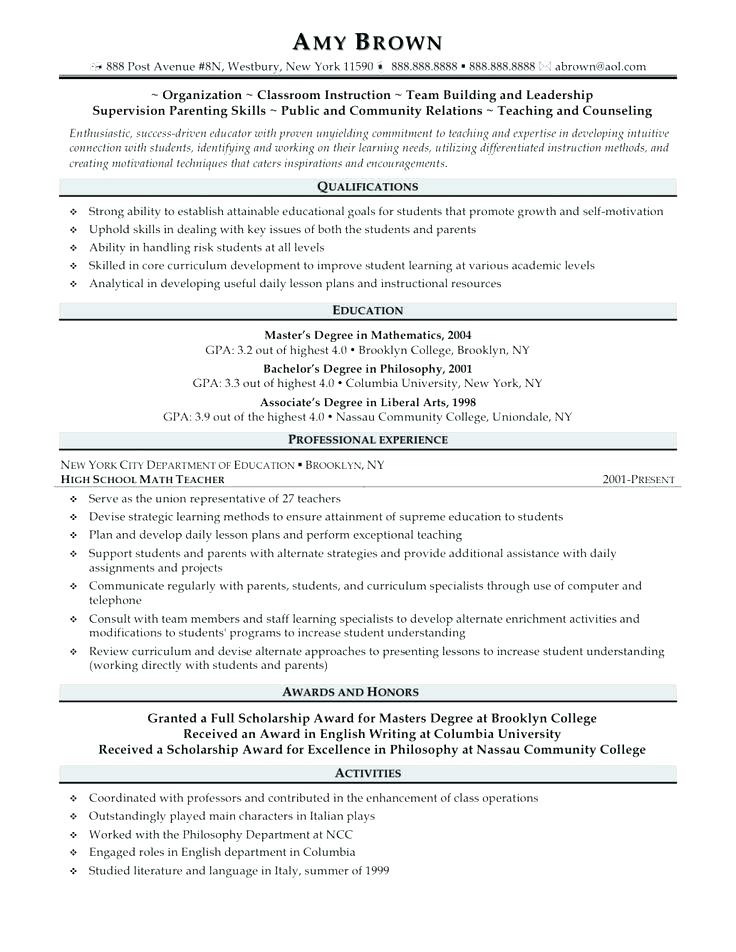 AMY BROWN
888 Post Avenue #8N, Westbury, New York 11590 888.888.8888 ▪ 888.888.8888 ✉ abrown@aol.com
~ Organization ~ Classroom Instruction ~ Team Building and Leadership
Supervision Parenting Skills ~ Public and Community Relations ~ Teaching and Counseling
Enthusiastic, success-driven educator with proven unyielding commitment to teaching and expertise in developing intuitive
connection with students, identifying and working on their learning needs, utilizing differentiated instruction methods, and
creating motivational techniques that caters inspirations and encouragements.
QUALIFICATIONS
❖ Strong ability to establish attainable educational goals for students that promote growth and self-motivation
❖ Uphold skills in dealing with key issues of both the students and parents
❖ Ability in handling risk students at all levels
❖ Skilled in core curriculum development to improve student learning at various academic levels
❖ Analytical in developing useful daily lesson plans and instructional resources
EDUCATION
Master's Degree in Mathematics, 2004
GPA: 3.2 out of highest 4.0 • Brooklyn College, Brooklyn, NY
Bachelor's Degree in Philosophy, 2001
GPA: 3.3 out of highest 4.0 • Columbia University, New York, NY
Associate's Degree in Liberal Arts, 1998
GPA: 3.9 out of the highest 4.0 • Nassau Community College, Uniondale, NY
PROFESSIONAL EXPERIENCE
NEW YORK CITY DEPARTMENT OF EDUCATION ▪ BROOKLYN, NY
HIGH SCHOOL MATH TEACHER 2001-PRESENT
❖ Serve as the union representative of 27 teachers
❖ Devise strategic learning methods to ensure attainment of supreme education to students
❖ Plan and develop daily lesson plans and perform exceptional teaching
❖ Support students and parents with alternate strategies and provide additional assistance with daily
assignments and projects
❖ Communicate regularly with parents, students, and curriculum specialists through use of computer and
telephone
❖ Consult with team members and staff learning specialists to develop alternate enrichment activities and
modifications to students' programs to increase student understanding
❖ Review curriculum and devise alternate approaches to presenting lessons to increase student understanding
(working directly with students and parents)
AWARDS AND HONORS
Granted a Full Scholarship Award for Masters Degree at Brooklyn College
Received an Award in English Writing at Columbia University
Received a Scholarship Award for Excellence in Philosophy at Nassau Community College
ACTIVITIES
❖ Coordinated with professors and contributed in the enhancement of class operations
❖ Outstandingly played main characters in Italian plays
❖ Worked with the Philosophy Department at NCC
❖ Engaged roles in English department in Columbia
❖ Studied literature and language in Italy, summer of 1999